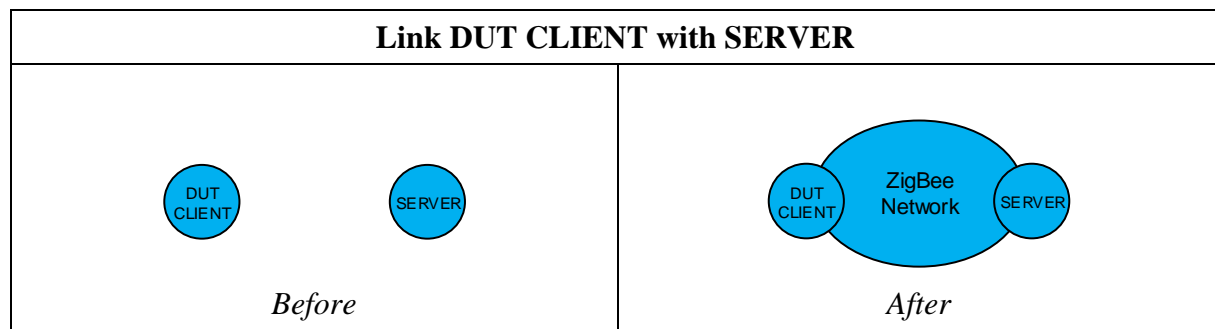 Link DUT CLIENT with SERVER
DUT
CLIENT
SERVER
Before
DUT
CLIENT
ZigBee
Network
SERVER
After